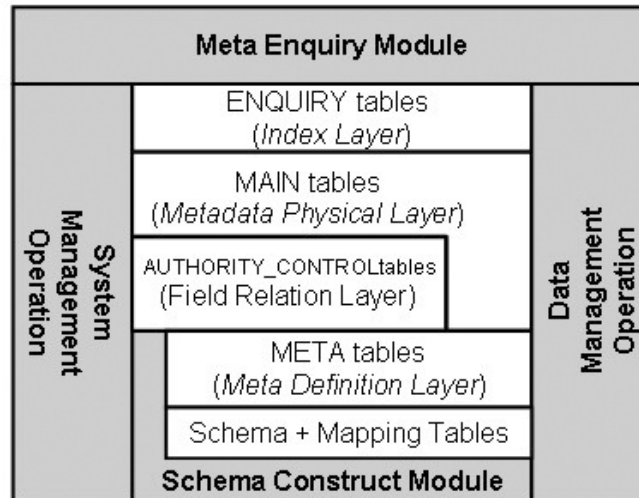 Meta Enquiry Module
ENQUIRY tables
(Index Layer)
MAIN tables
(Metadata Physical Layer)
AUTHORITY_CONTROLtables
(Field Relation Layer)
META tables
(Meta Definition Layer)
Schema + Mapping Tables
Schema Construct Module
System
Management
Operation
Data
Management
Operation